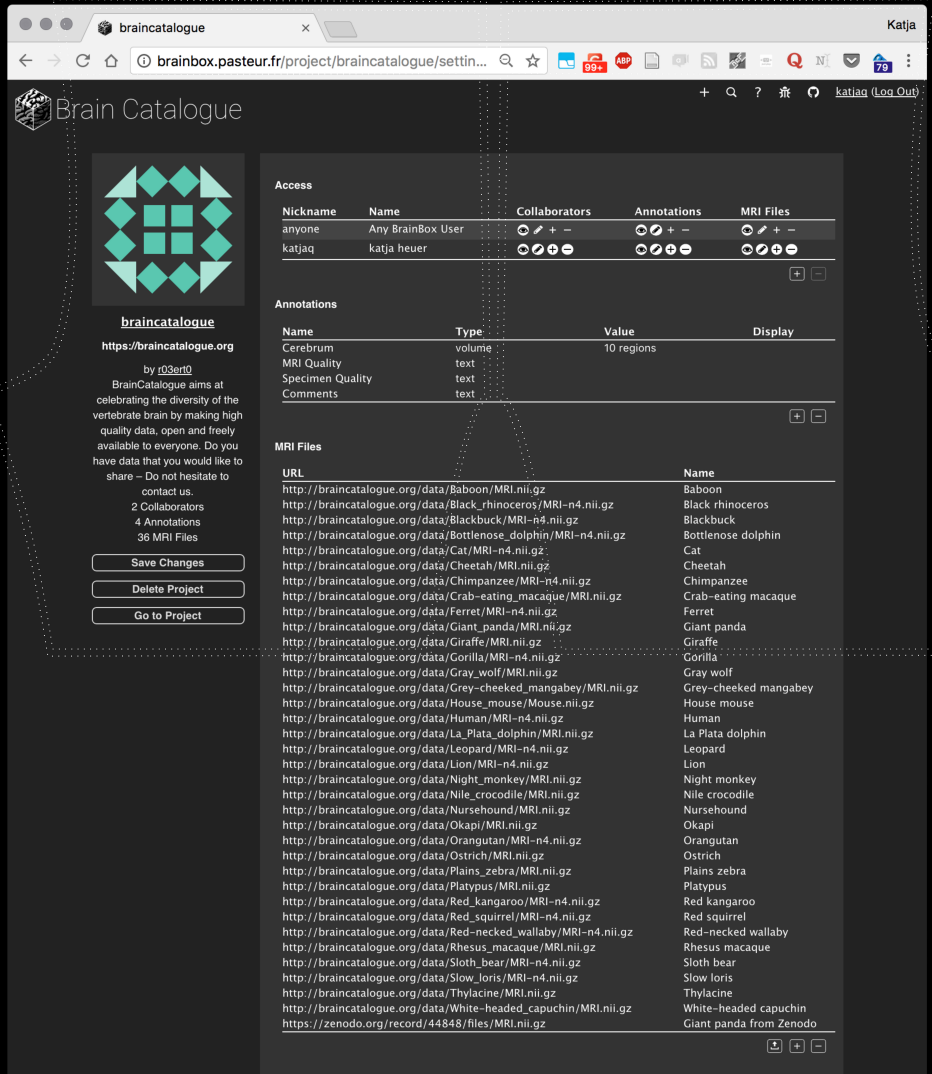 braincatalogue
Katja
brainbox.pasteur.fr/project/braincatalogue/settin...
99+
ABP
Q
N
79
Brain Catalogue
+ ? katjaq (Log Out)
Access
Nickname Name Collaborators Annotations MRI Files
anyone Any BrainBox User
katjaq katja heuer
Annotations
Name Type Value Display
Cerebrum volume 10 regions
MRI Quality text
Specimen Quality text
Comments text
braincatalogue
https://braincatalogue.org
by r03ert0
BrainCatalogue aims at
celebrating the diversity of the
vertebrate brain by making high
quality data, open and freely
available to everyone. Do you
have data that you would like to
share – Do not hesitate to
contact us.
2 Collaborators
4 Annotations
36 MRI Files
Save Changes
Delete Project
Go to Project
MRI Files
URL Name
http://braincatalogue.org/data/Baboon/MRI.nii.gz Baboon
http://braincatalogue.org/data/Black_rhinoceros/MRI-n4.nii.gz Black rhinoceros
http://braincatalogue.org/data/Blackbuck/MRI-n4.nii.gz Blackbuck
http://braincatalogue.org/data/Bottlenose_dolphin/MRI-n4.nii.gz Bottlenose dolphin
http://braincatalogue.org/data/Cat/MRI-n4.nii.gz Cat
http://braincatalogue.org/data/Cheetah/MRI.nii.gz Cheetah
http://braincatalogue.org/data/Chimpanzee/MRI-n4.nii.gz Chimpanzee
http://braincatalogue.org/data/Crab-eating_macaque/MRI.nii.gz Crab-eating macaque
http://braincatalogue.org/data/Ferret/MRI-n4.nii.gz Ferret
http://braincatalogue.org/data/Giant_panda/MRI.nii.gz Giant panda
http://braincatalogue.org/data/Giraffe/MRI.nii.gz Giraffe
http://braincatalogue.org/data/Gorilla/MRI-n4.nii.gz Gorilla
http://braincatalogue.org/data/Gray_wolf/MRI.nii.gz Gray wolf
http://braincatalogue.org/data/Grey-cheeked_mangabey/MRI.nii.gz Grey-cheeked mangabey
http://braincatalogue.org/data/House_mouse/Mouse.nii.gz House mouse
http://braincatalogue.org/data/Human/MRI-n4.nii.gz Human
http://braincatalogue.org/data/La_Plata_dolphin/MRI.nii.gz La Plata dolphin
http://braincatalogue.org/data/Leopard/MRI-n4.nii.gz Leopard
http://braincatalogue.org/data/Lion/MRI-n4.nii.gz Lion
http://braincatalogue.org/data/Night_monkey/MRI.nii.gz Night monkey
http://braincatalogue.org/data/Nile_crocodile/MRI.nii.gz Nile crocodile
http://braincatalogue.org/data/Nursehound/MRI.nii.gz Nursehound
http://braincatalogue.org/data/Okapi/MRI.nii.gz Okapi
http://braincatalogue.org/data/Orangutan/MRI-n4.nii.gz Orangutan
http://braincatalogue.org/data/Ostrich/MRI.nii.gz Ostrich
http://braincatalogue.org/data/Plains_zebra/MRI.nii.gz Plains zebra
http://braincatalogue.org/data/Platypus/MRI.nii.gz Platypus
http://braincatalogue.org/data/Red_kangaroo/MRI-n4.nii.gz Red kangaroo
http://braincatalogue.org/data/Red_squirrel/MRI-n4.nii.gz Red squirrel
http://braincatalogue.org/data/Red-necked_wallaby/MRI-n4.nii.gz Red-necked wallaby
http://braincatalogue.org/data/Rhesus_macaque/MRI.nii.gz Rhesus macaque
http://braincatalogue.org/data/Sloth_bear/MRI-n4.nii.gz Sloth bear
http://braincatalogue.org/data/Slow_loris/MRI-n4.nii.gz Slow loris
http://braincatalogue.org/data/Thylacine/MRI.nii.gz Thylacine
http://braincatalogue.org/data/White-headed_capuchin/MRI.nii.gz White-headed capuchin
https://zenodo.org/record/44848/files/MRI.nii.gz Giant panda from Zenodo